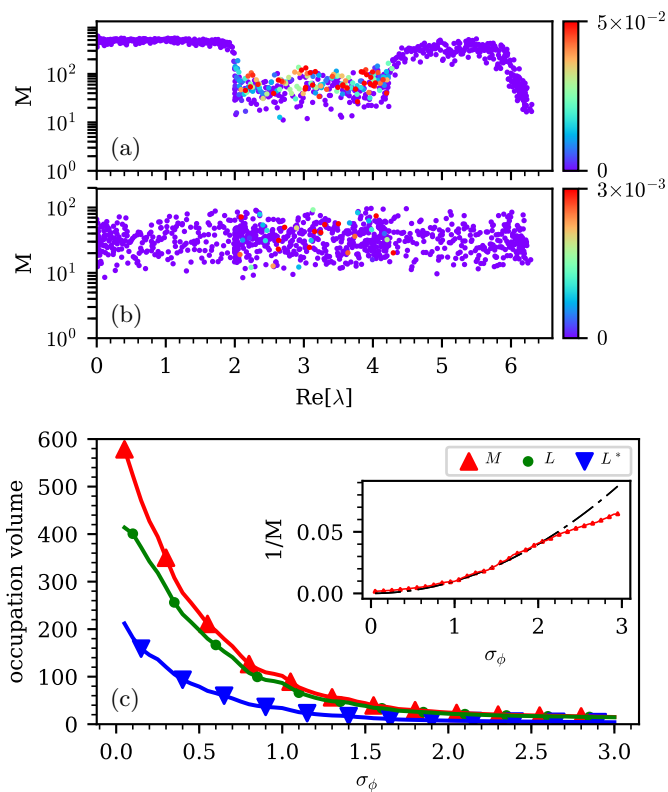 5×10⁻²
10²
M
10¹
(a)
10⁰
0
3×10⁻³
10²
M
10¹
(b)
10⁰
0
0 1 2 3 4 5 6
Re[λ]
600
M L L*
500
occupation volume
400
300
200
100
0
(c)
1/M
0.05
0.00
0 1 2 3
σϕ
0.0 0.5 1.0 1.5 2.0 2.5 3.0
σϕ